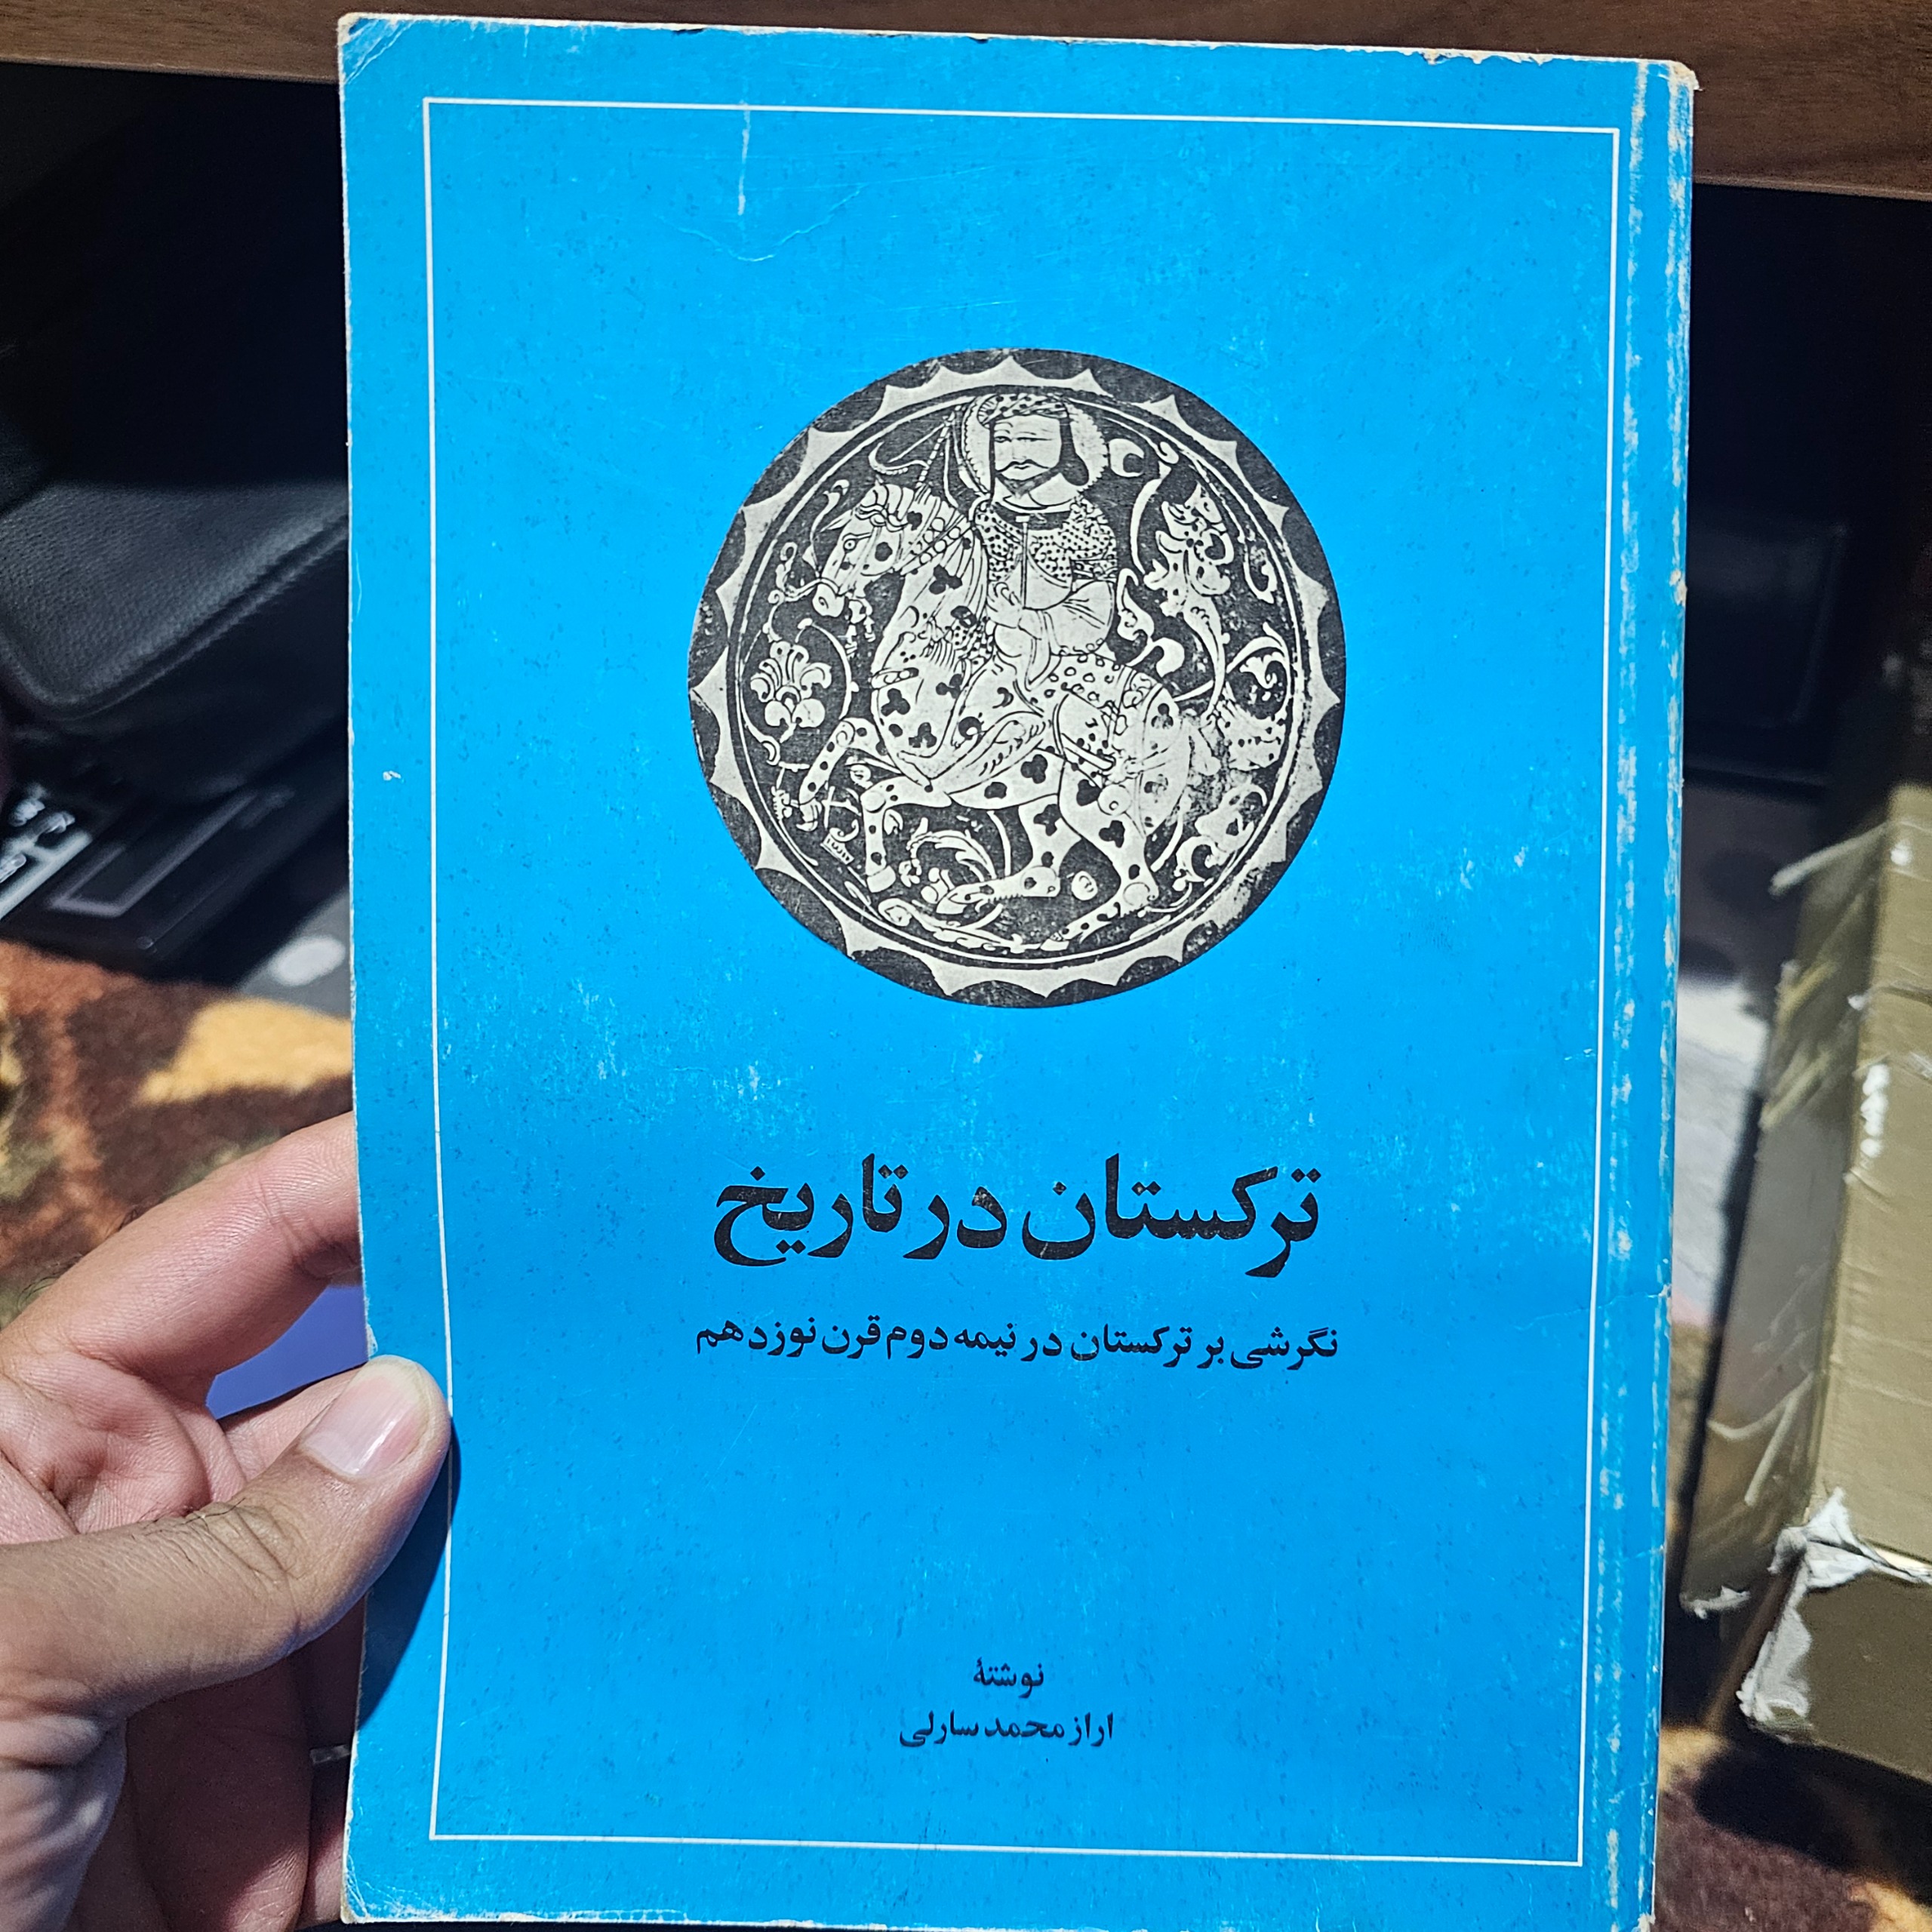 ترکستان در تاریخ
نگرشی بر ترکستان در نیمه دوم قرن نوزدهم
نوشتهٔ
اراز محمد سارلی